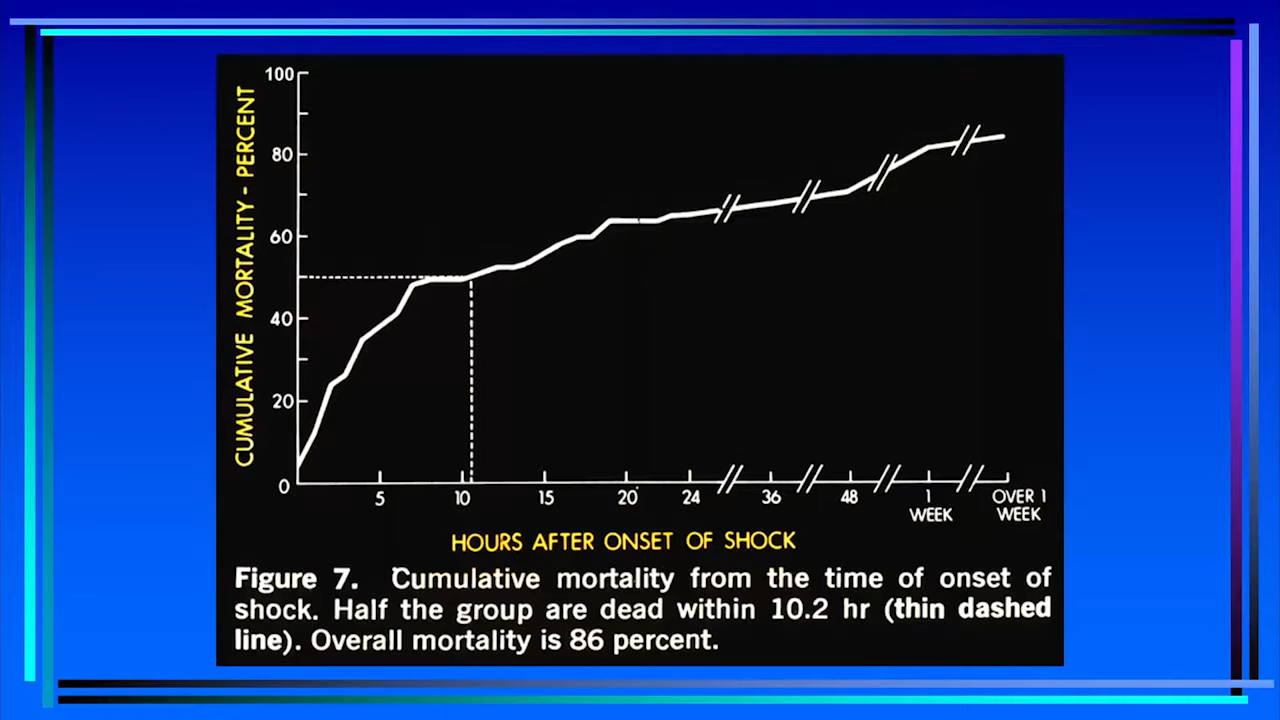 CUMULATIVE MORTALITY - PERCENT
100
80
60
40
20
0
5 10 15 20 24 36 48 1 WEEK OVER 1 WEEK
HOURS AFTER ONSET OF SHOCK
Figure 7. Cumulative mortality from the time of onset of
shock. Half the group are dead within 10.2 hr (thin dashed
line). Overall mortality is 86 percent.